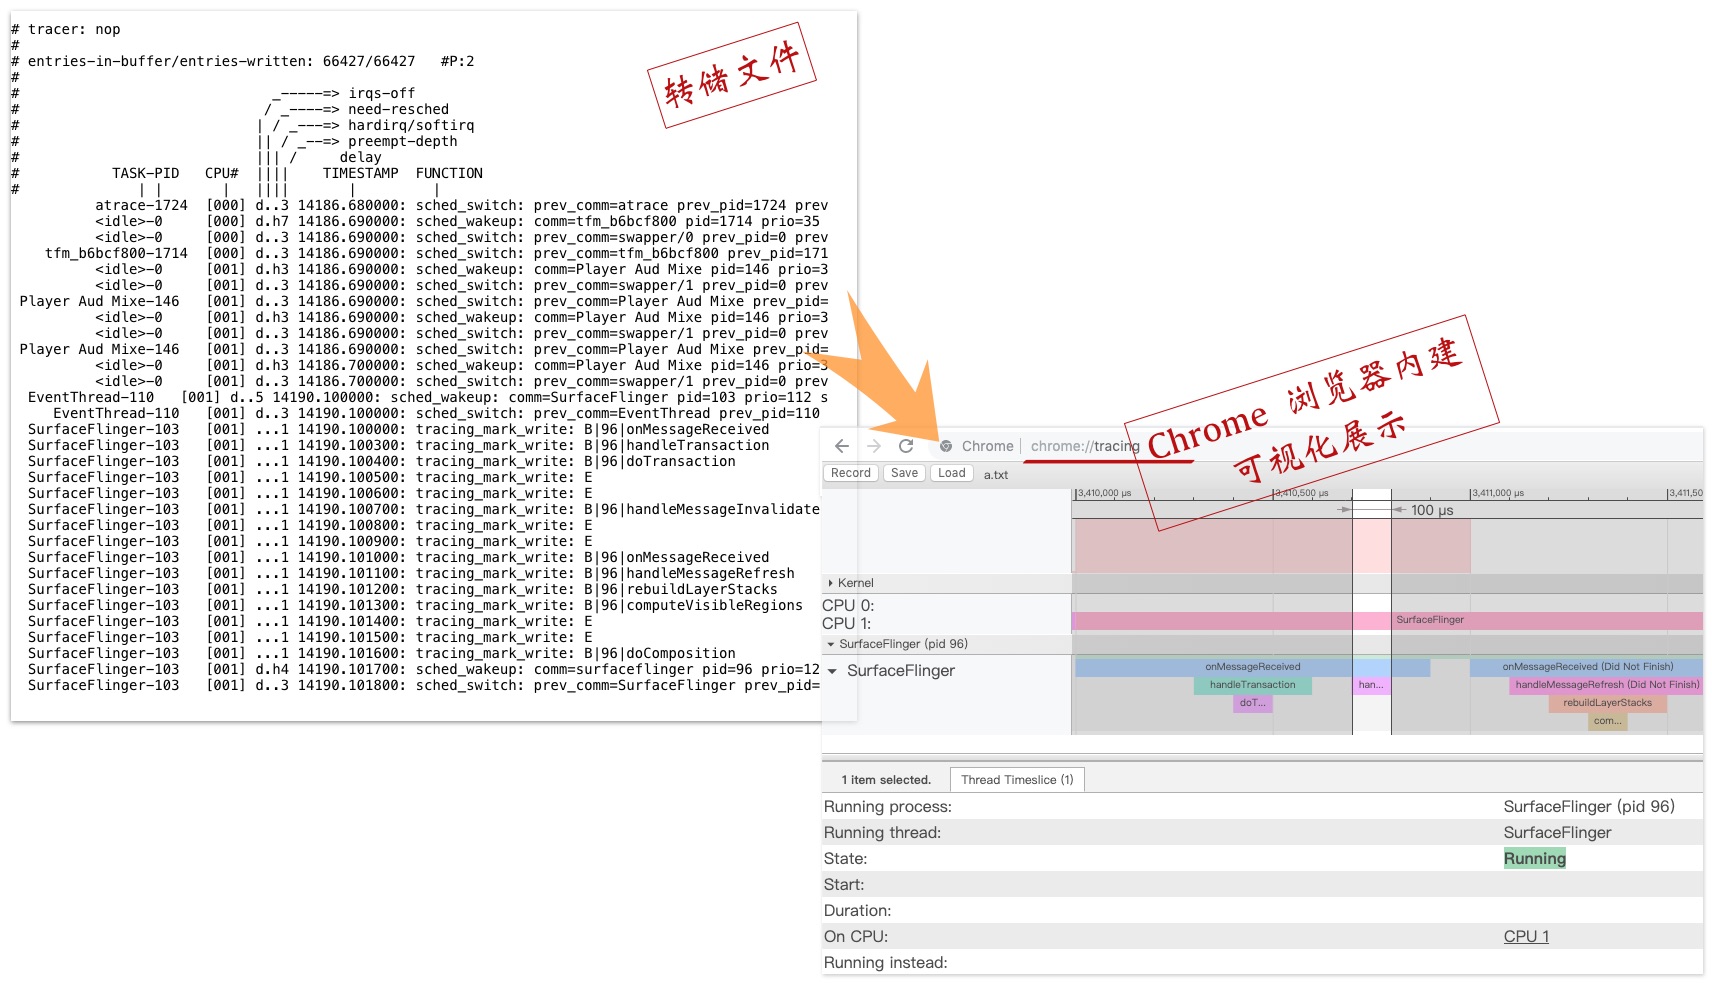 # tracer: nop
#
# entries-in-buffer/entries-written: 66427/66427   #P:2
#
#                              _-----=> irqs-off
#                             / _----=> need-resched
#                            | / _---=> hardirq/softirq
#                            || / _--=> preempt-depth
#                            ||| /     delay
#           TASK-PID   CPU#  ||||    TIMESTAMP  FUNCTION
#              | |       |   ||||       |         |
atrace-1724  [000] d..3 14186.680000: sched_switch: prev_comm=atrace prev_pid=1724 prev
<idle>-0     [000] d.h7 14186.690000: sched_wakeup: comm=tfm_b6bcf800 pid=1714 prio=35
<idle>-0     [000] d..3 14186.690000: sched_switch: prev_comm=swapper/0 prev_pid=0 prev
tfm_b6bcf800-1714  [000] d..3 14186.690000: sched_switch: prev_comm=tfm_b6bcf800 prev_pid=171
<idle>-0     [001] d.h3 14186.690000: sched_wakeup: comm=Player Aud Mixe pid=146 prio=3
<idle>-0     [001] d..3 14186.690000: sched_switch: prev_comm=swapper/1 prev_pid=0 prev
Player Aud Mixe-146   [001] d..3 14186.690000: sched_switch: prev_comm=Player Aud Mixe prev_pid=
<idle>-0     [001] d.h3 14186.690000: sched_wakeup: comm=Player Aud Mixe pid=146 prio=3
<idle>-0     [001] d..3 14186.690000: sched_switch: prev_comm=swapper/1 prev_pid=0 prev
Player Aud Mixe-146   [001] d..3 14186.690000: sched_switch: prev_comm=Player Aud Mixe prev_pid=
<idle>-0     [001] d.h3 14186.700000: sched_wakeup: comm=Player Aud Mixe pid=146 prio=3
<idle>-0     [001] d..3 14186.700000: sched_switch: prev_comm=swapper/1 prev_pid=0 prev
EventThread-110   [001] d..5 14190.100000: sched_wakeup: comm=SurfaceFlinger pid=103 prio=112 s
EventThread-110   [001] d..3 14190.100000: sched_switch: prev_comm=EventThread prev_pid=110
SurfaceFlinger-103   [001] ...1 14190.100000: tracing_mark_write: B|96|onMessageReceived
SurfaceFlinger-103   [001] ...1 14190.100300: tracing_mark_write: B|96|handleTransaction
SurfaceFlinger-103   [001] ...1 14190.100400: tracing_mark_write: B|96|doTransaction
SurfaceFlinger-103   [001] ...1 14190.100500: tracing_mark_write: E
SurfaceFlinger-103   [001] ...1 14190.100600: tracing_mark_write: E
SurfaceFlinger-103   [001] ...1 14190.100700: tracing_mark_write: B|96|handleMessageInvalidate
SurfaceFlinger-103   [001] ...1 14190.100800: tracing_mark_write: E
SurfaceFlinger-103   [001] ...1 14190.100900: tracing_mark_write: E
SurfaceFlinger-103   [001] ...1 14190.101000: tracing_mark_write: B|96|onMessageReceived
SurfaceFlinger-103   [001] ...1 14190.101100: tracing_mark_write: B|96|handleMessageRefresh
SurfaceFlinger-103   [001] ...1 14190.101200: tracing_mark_write: B|96|rebuildLayerStacks
SurfaceFlinger-103   [001] ...1 14190.101300: tracing_mark_write: B|96|computeVisibleRegions
SurfaceFlinger-103   [001] ...1 14190.101400: tracing_mark_write: E
SurfaceFlinger-103   [001] ...1 14190.101500: tracing_mark_write: E
SurfaceFlinger-103   [001] ...1 14190.101600: tracing_mark_write: B|96|doComposition
SurfaceFlinger-103   [001] d.h4 14190.101700: sched_wakeup: comm=surfaceflinger pid=96 prio=12
SurfaceFlinger-103   [001] d..3 14190.101800: sched_switch: prev_comm=SurfaceFlinger prev_pid=
转储文件
Chrome 浏览器内建
可视化展示
Chrome | chrome://tracing
Record Save Load a.txt
3,410,000 µs 3,410,500 µs 3,411,000 µs 3,411,50
100 µs
Kernel
CPU 0:
CPU 1: SurfaceFlinger
SurfaceFlinger (pid 96)
SurfaceFlinger
onMessageReceived onMessageReceived (Did Not Finish)
handleTransaction han... handleMessageRefresh (Did Not Finish)
doT... rebuildLayerStacks
com...
1 item selected. Thread Timeslice (1)
Running process: SurfaceFlinger (pid 96)
Running thread: SurfaceFlinger
State: Running
Start:
Duration:
On CPU: CPU 1
Running instead: